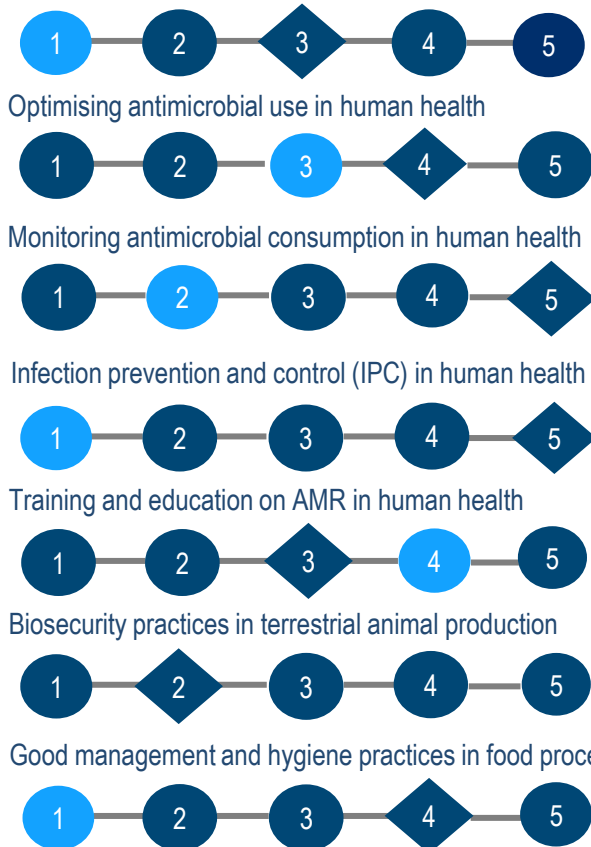 1 2 3 4 5
Optimising antimicrobial use in human health
1 2 3 4 5
Monitoring antimicrobial consumption in human health
1 2 3 4 5
Infection prevention and control (IPC) in human health
1 2 3 4 5
Training and education on AMR in human health
1 2 3 4 5
Biosecurity practices in terrestrial animal production
1 2 3 4 5
Good management and hygiene practices in food proce
1 2 3 4 5